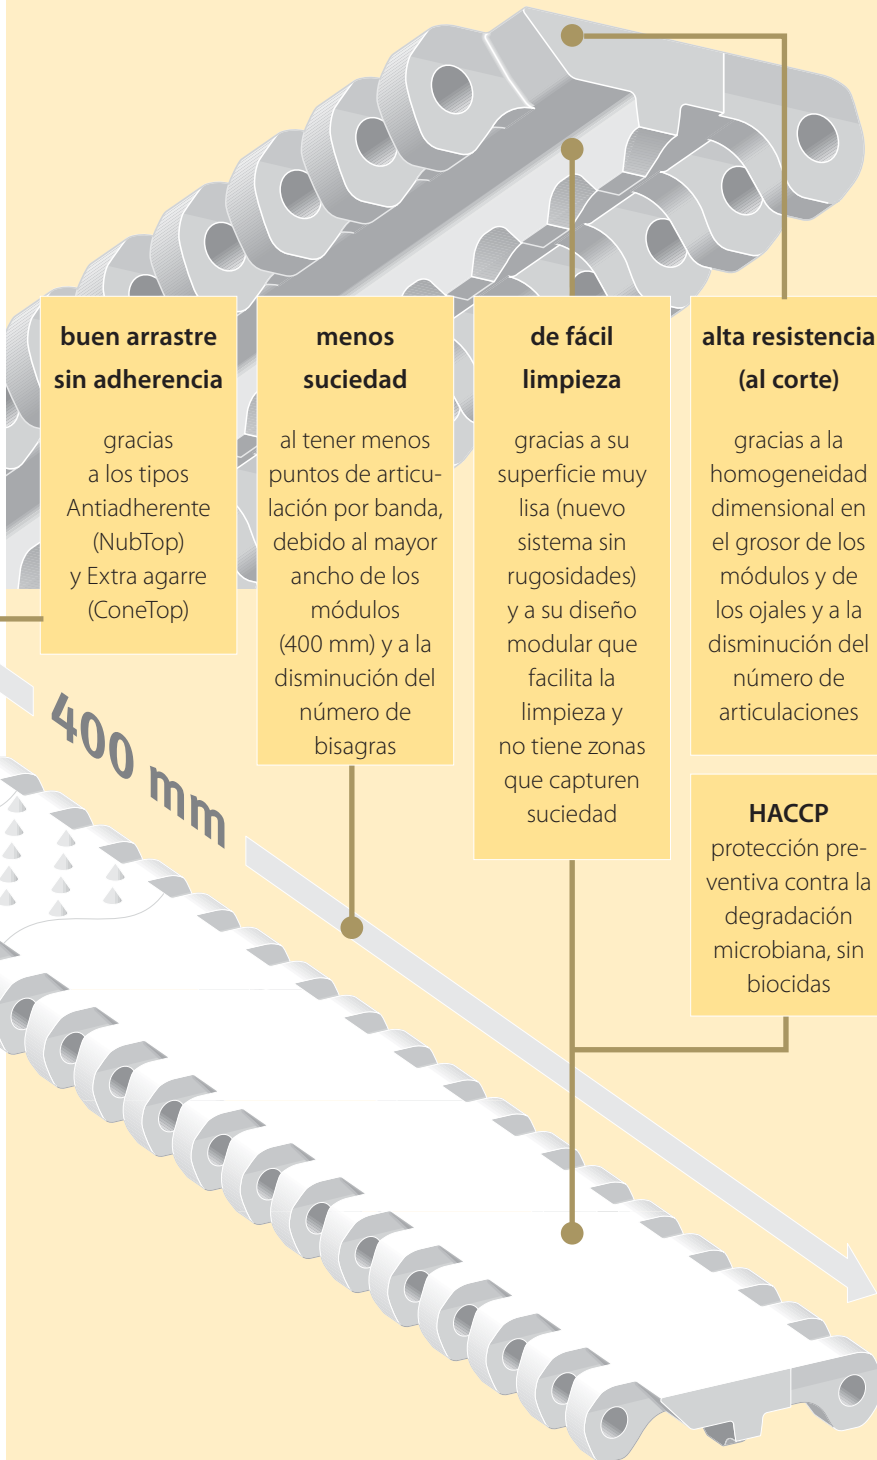 buen arrastre
sin adherencia
gracias
a los tipos
Antiadherente
(NubTop)
y Extra agarre
(ConeTop)
menos
suciedad
al tener menos
puntos de articu-
lación por banda,
debido al mayor
ancho de los
módulos
(400 mm) y a la
disminución del
número de
bisagras
de fácil
limpieza
gracias a su
superficie muy
lisa (nuevo
sistema sin
rugosidades)
y a su diseño
modular que
facilita la
limpieza y
no tiene zonas
que capturen
suciedad
alta resistencia
(al corte)
gracias a la
homogeneidad
dimensional en
el grosor de los
módulos y de
los ojales y a la
disminución del
número de
articulaciones
HACCP
protección pre-
ventiva contra la
degradación
microbiana, sin
biocidas
400 mm